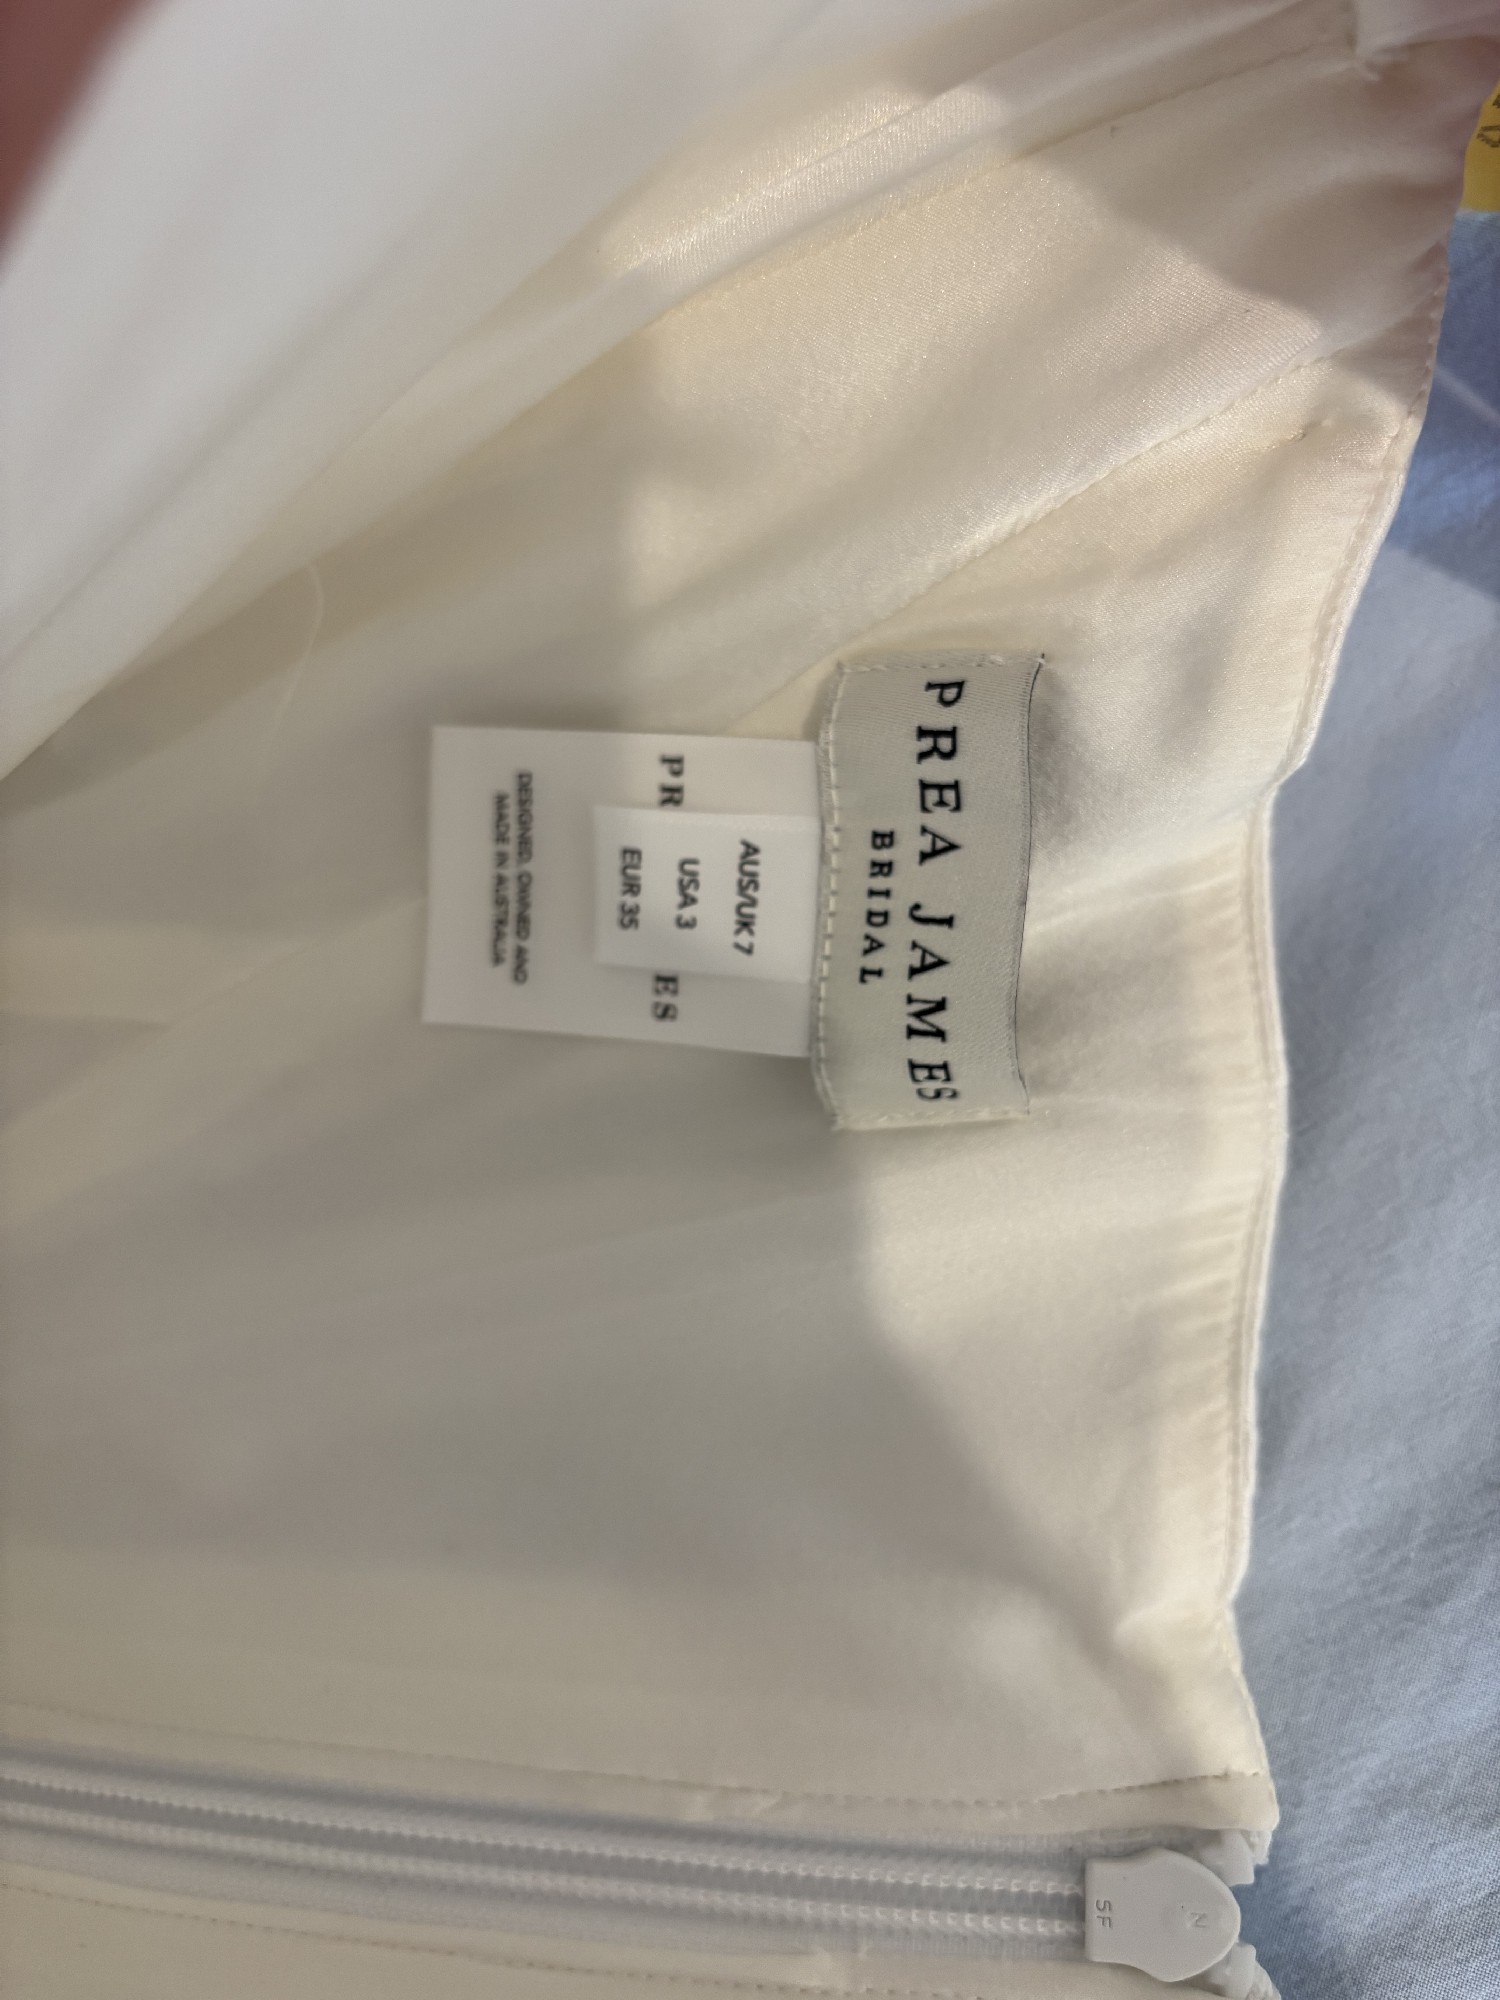 PREA JAMES
BRIDAL
AUS/UK 7
USA 3
EUR 35
PR ES
DESIGNED, OWNED AND
MADE IN AUSTRALIA
N
SF